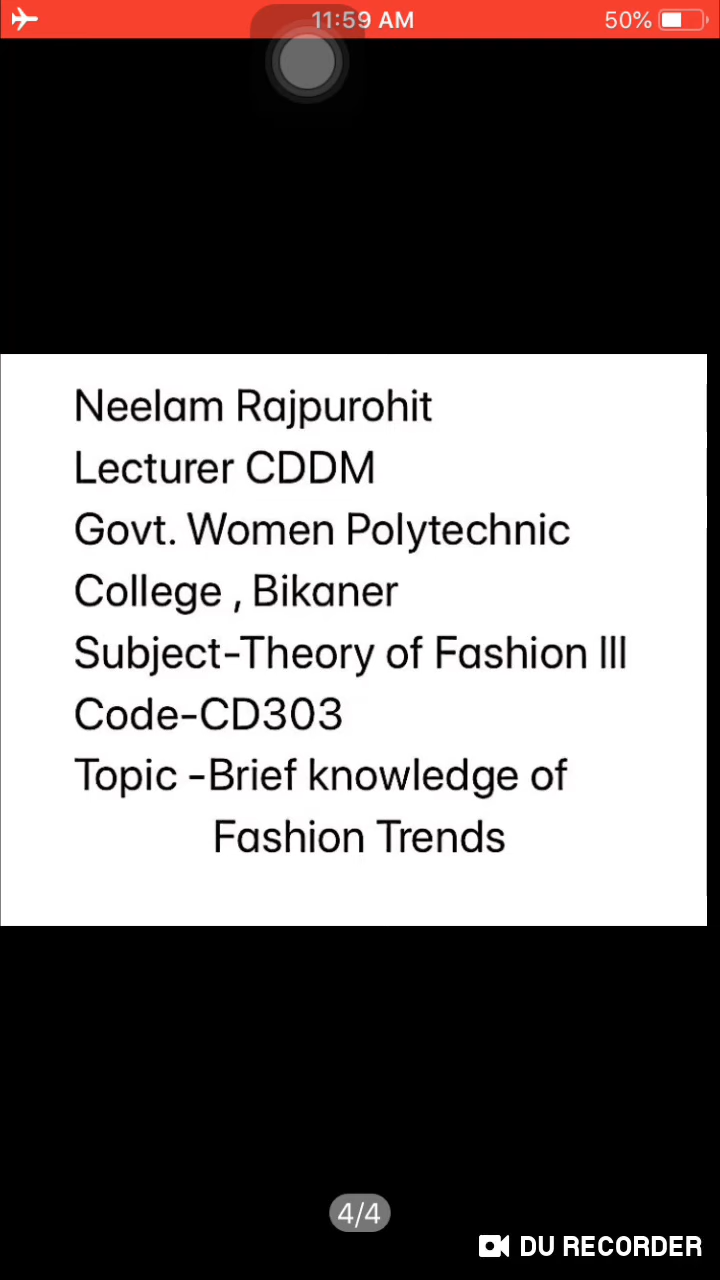 11:59 AM
50%
Neelam Rajpurohit
Lecturer CDDM
Govt. Women Polytechnic
College , Bikaner
Subject-Theory of Fashion III
Code-CD303
Topic -Brief knowledge of
Fashion Trends
4/4
DU RECORDER